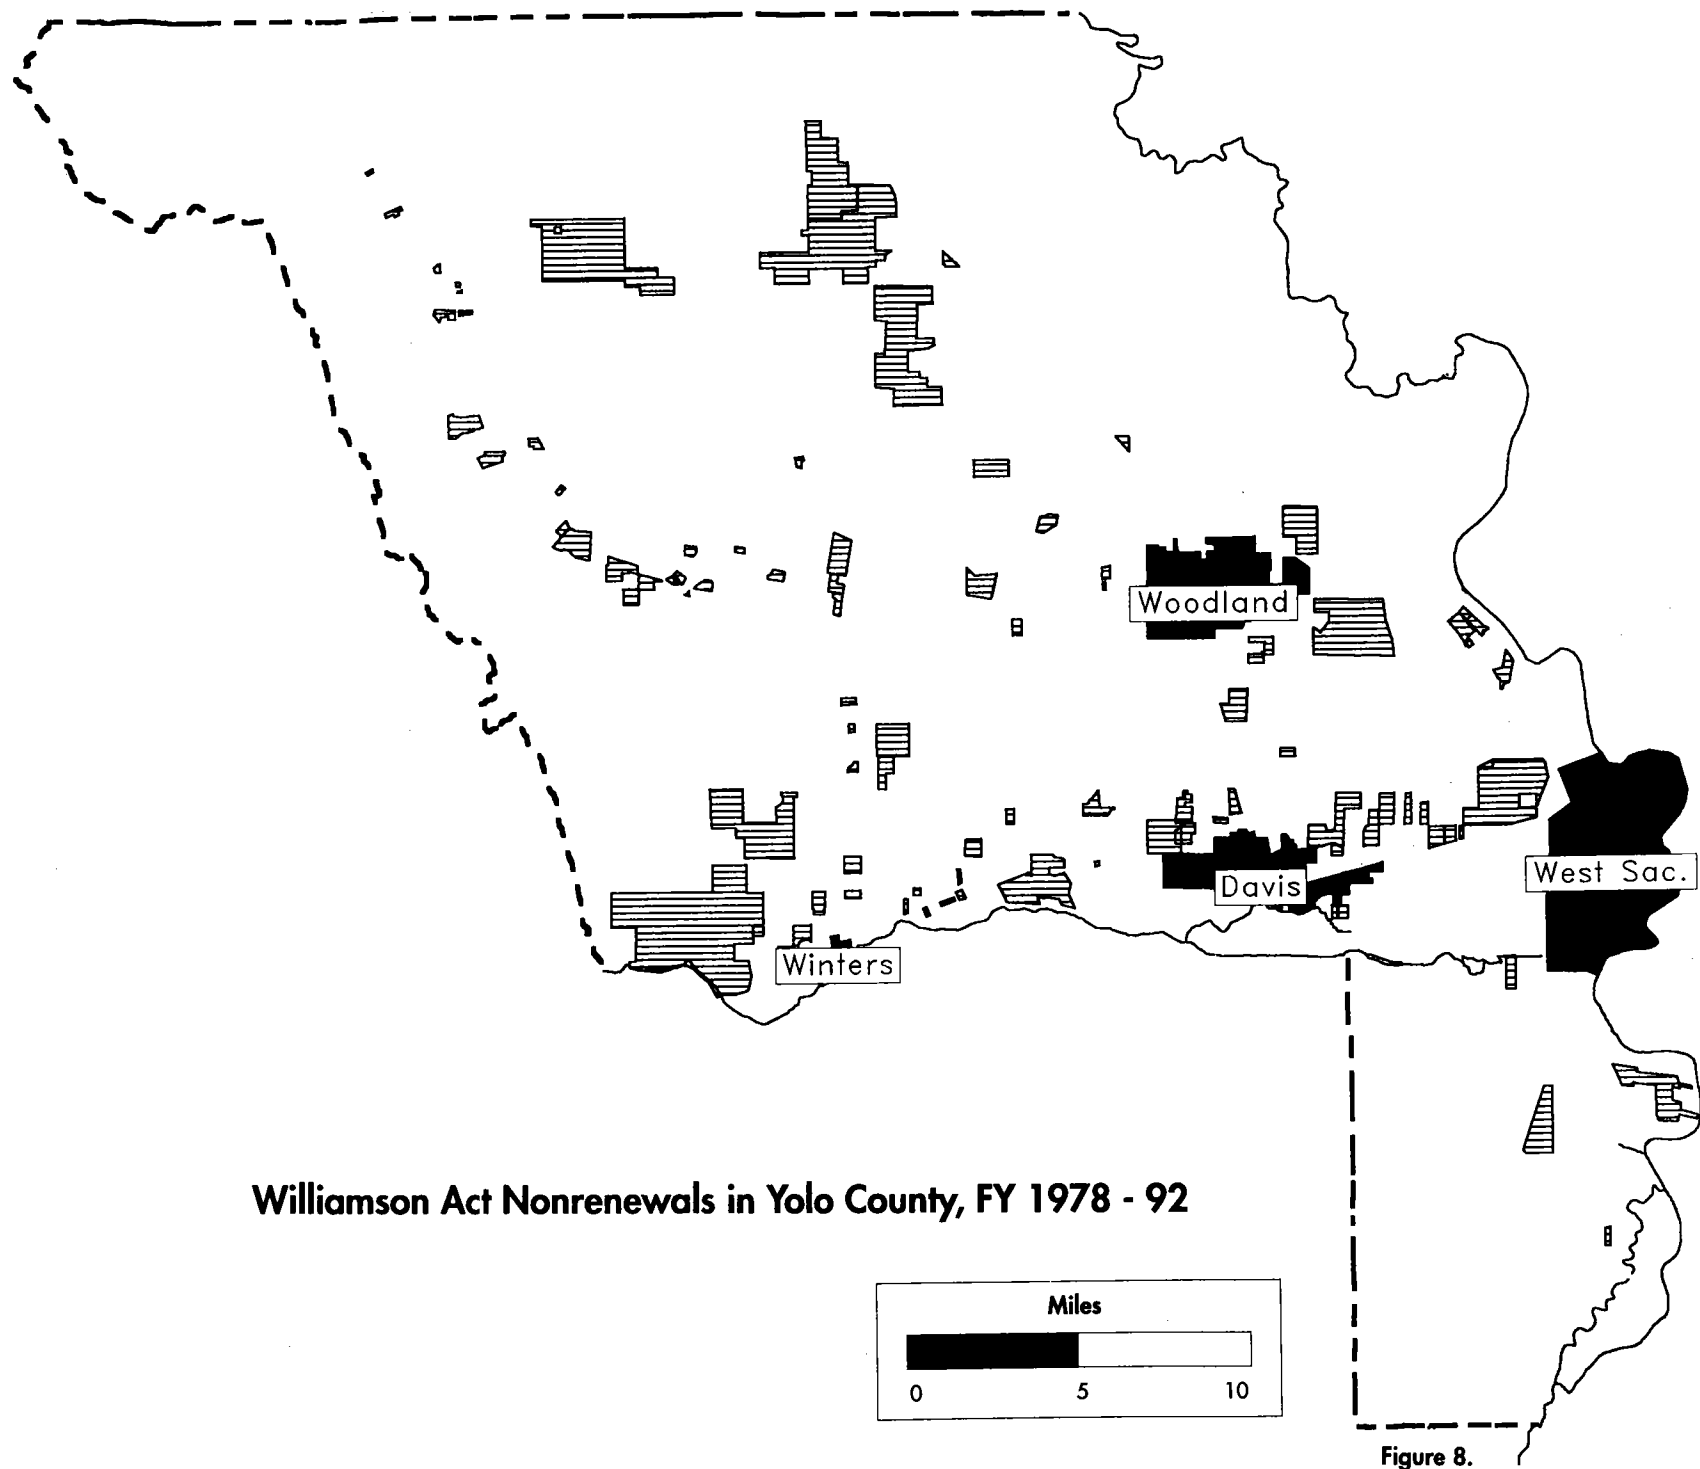 Woodland
Davis
West Sac.
Winters
Williamson Act Nonrenewals in Yolo County, FY 1978 - 92
Miles
0 5 10
Figure 8.